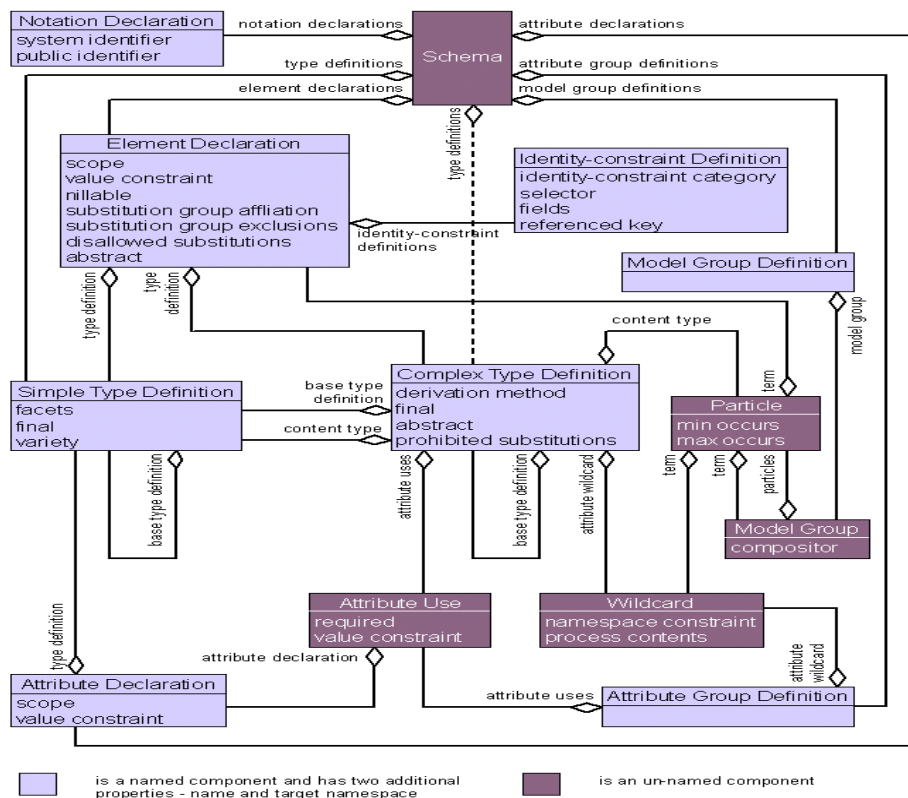 Notation Declaration
system identifier
public identifier
notation declarations
Schema
attribute declarations
type definitions
attribute group definitions
element declarations
model group definitions
type definitions
Element Declaration
scope
value constraint
nillable
substitution group affliation
substitution group exclusions
disallowed substitutions
abstract
Identity-constraint Definition
identity-constraint category
selector
fields
referenced key
identity-constraint
definitions
Model Group Definition
type definition
type
definition
content type
model group
Simple Type Definition
facets
final
variety
base type
definition
content type
Complex Type Definition
derivation method
final
abstract
prohibited substitutions
term
Particle
min occurs
max occurs
base type definition
attribute uses
base type definition
attribute wildcard
term
term
particles
Model Group
compositor
Attribute Use
required
value constraint
Wildcard
namespace constraint
process contents
type definition
attribute declaration
attribute
wildcard
Attribute Declaration
scope
value constraint
attribute uses
Attribute Group Definition
is a named component and has two additional
properties - name and target namespace
is an un-named component